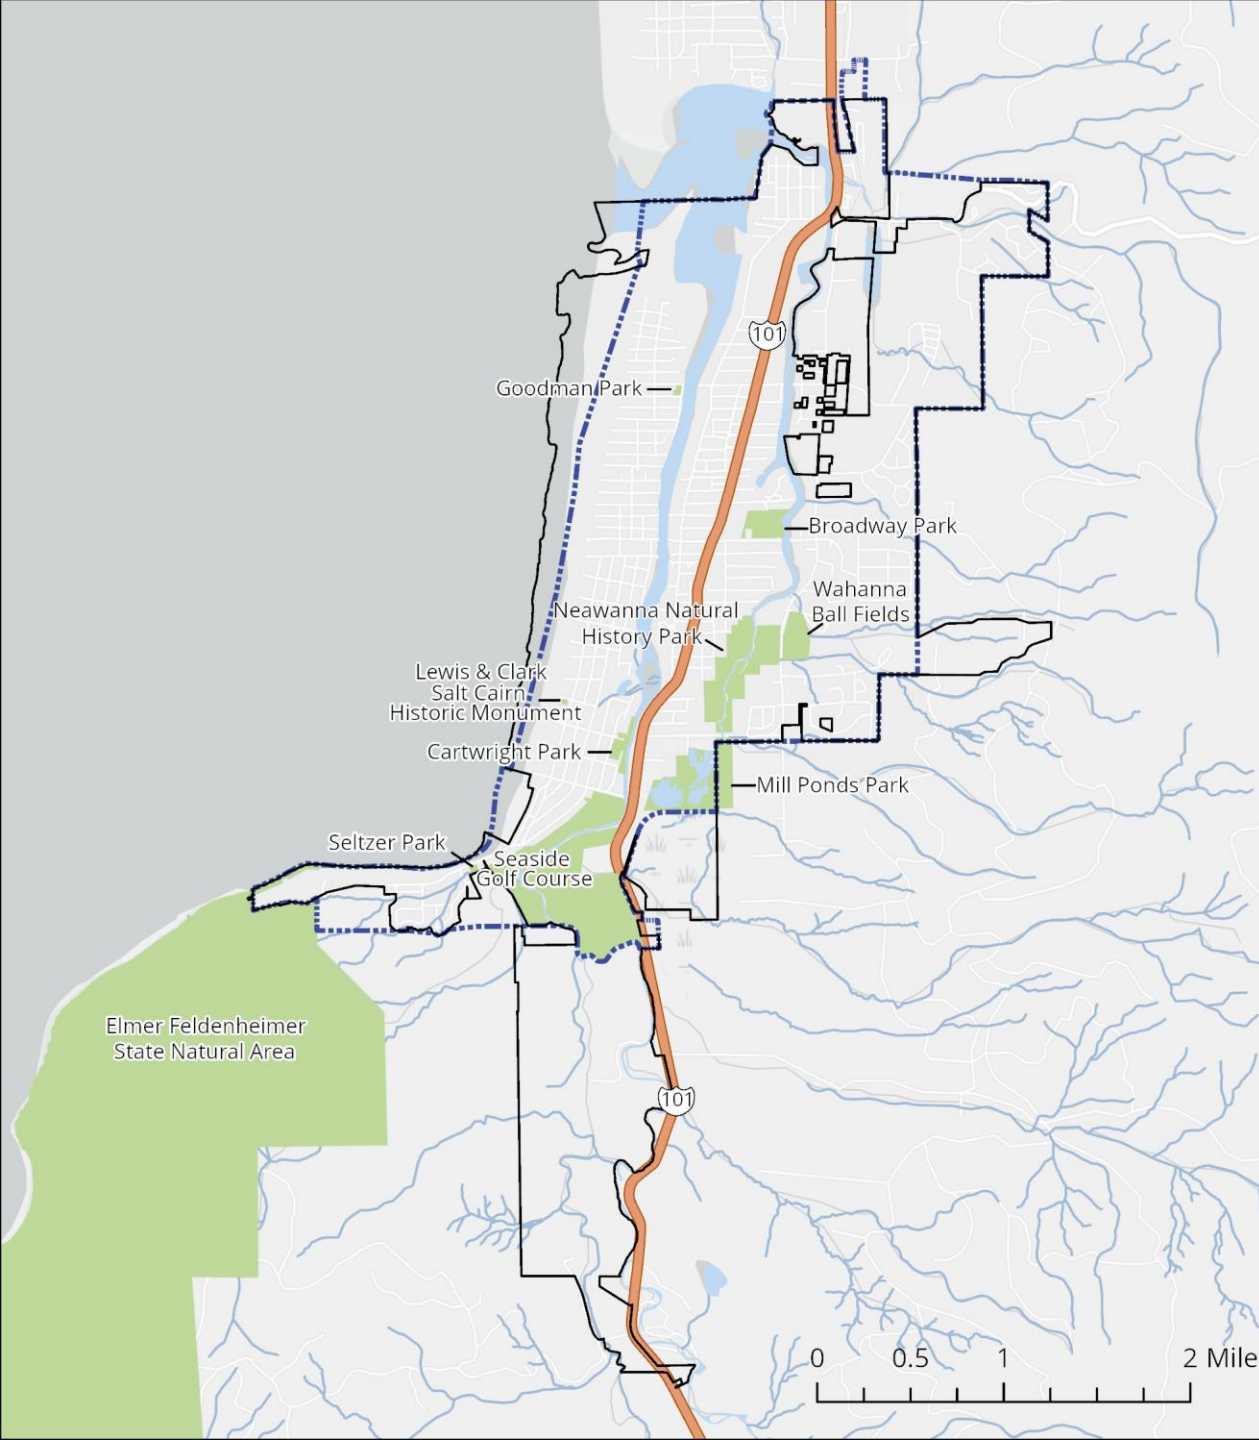 101
Goodman Park
Broadway Park
Wahanna
Ball Fields
Neawanna Natural
History Park
Lewis & Clark
Salt Cairn
Historic Monument
Cartwright Park
Mill Ponds Park
Seltzer Park
Seaside
Golf Course
Elmer Feldenheimer
State Natural Area
101
0 0.5 1 2 Mile